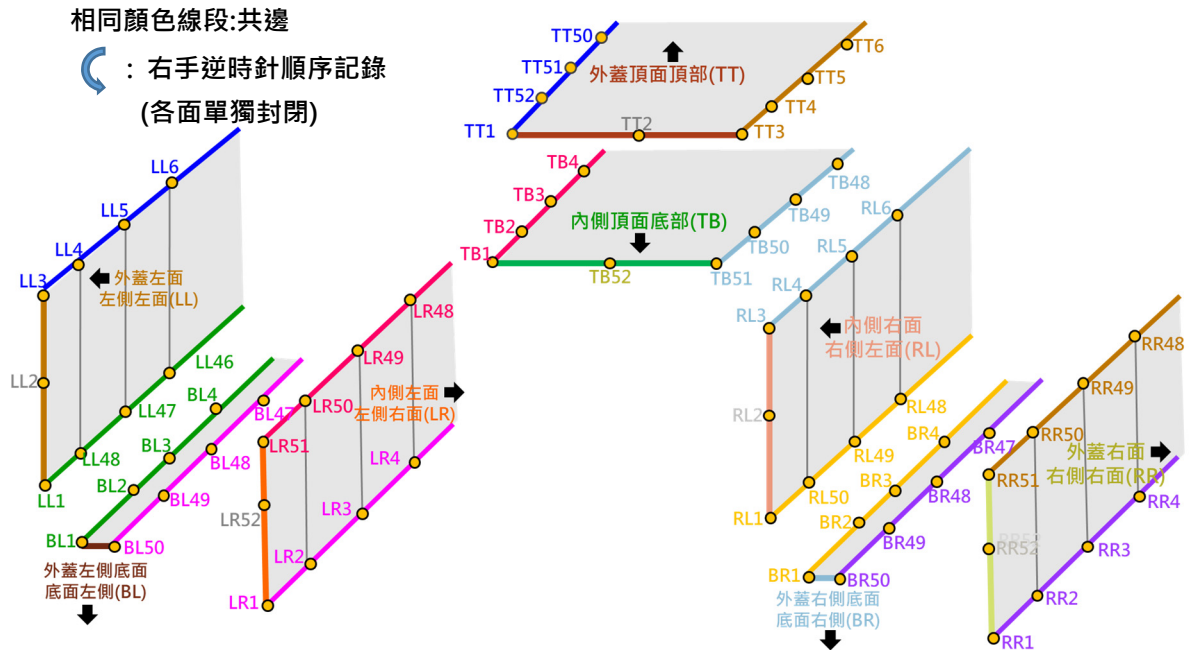 相同顏色線段:共邊
: 右手逆時針順序記錄
(各面單獨封閉)
TT50
TT51
TT52
TT1
TT2
TT3
TT4
TT5
TT6
外蓋頂面頂部(TT)
TB4
TB3
TB2
TB1
TB52
TB51
TB50
TB49
TB48
內側頂面底部(TB)
LL6
LL5
LL4
LL3
LL2
LL1
LL48
LL47
LL46
外蓋左面
左側左面(LL)
BL4
BL3
BL2
BL1
BL50
BL49
BL48
BL47
外蓋左側底面
底面左側(BL)
LR48
LR49
LR50
LR51
LR52
LR1
LR2
LR3
LR4
內側左面
左側右面(LR)
RL6
RL5
RL4
RL3
RL2
RL1
RL50
RL49
RL48
內側右面
右側左面(RL)
BR4
BR3
BR2
BR1
BR50
BR49
BR48
BR47
外蓋右側底面
底面右側(BR)
RR48
RR49
RR50
RR51
RR52
RR1
RR2
RR3
RR4
外蓋右面
右側右面(RR)